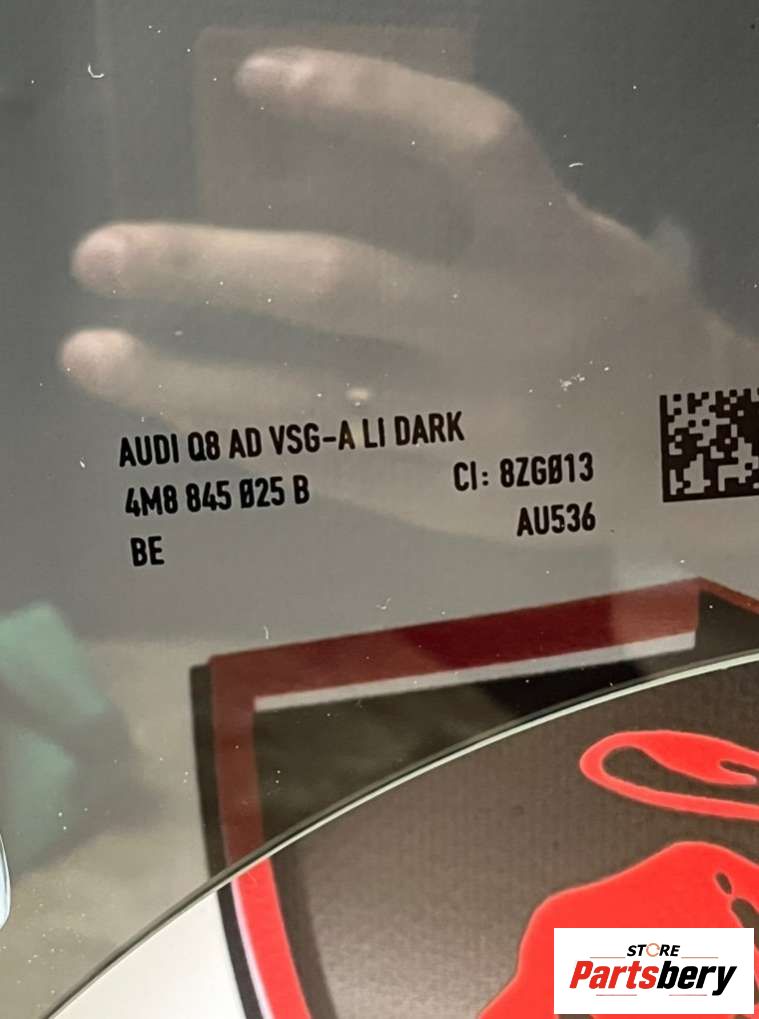 AUDI Q8 AD VSG-A LI DARK
4M8 845 025 B
CI: 8ZG013
BE
AU536
STORE
Partsbery